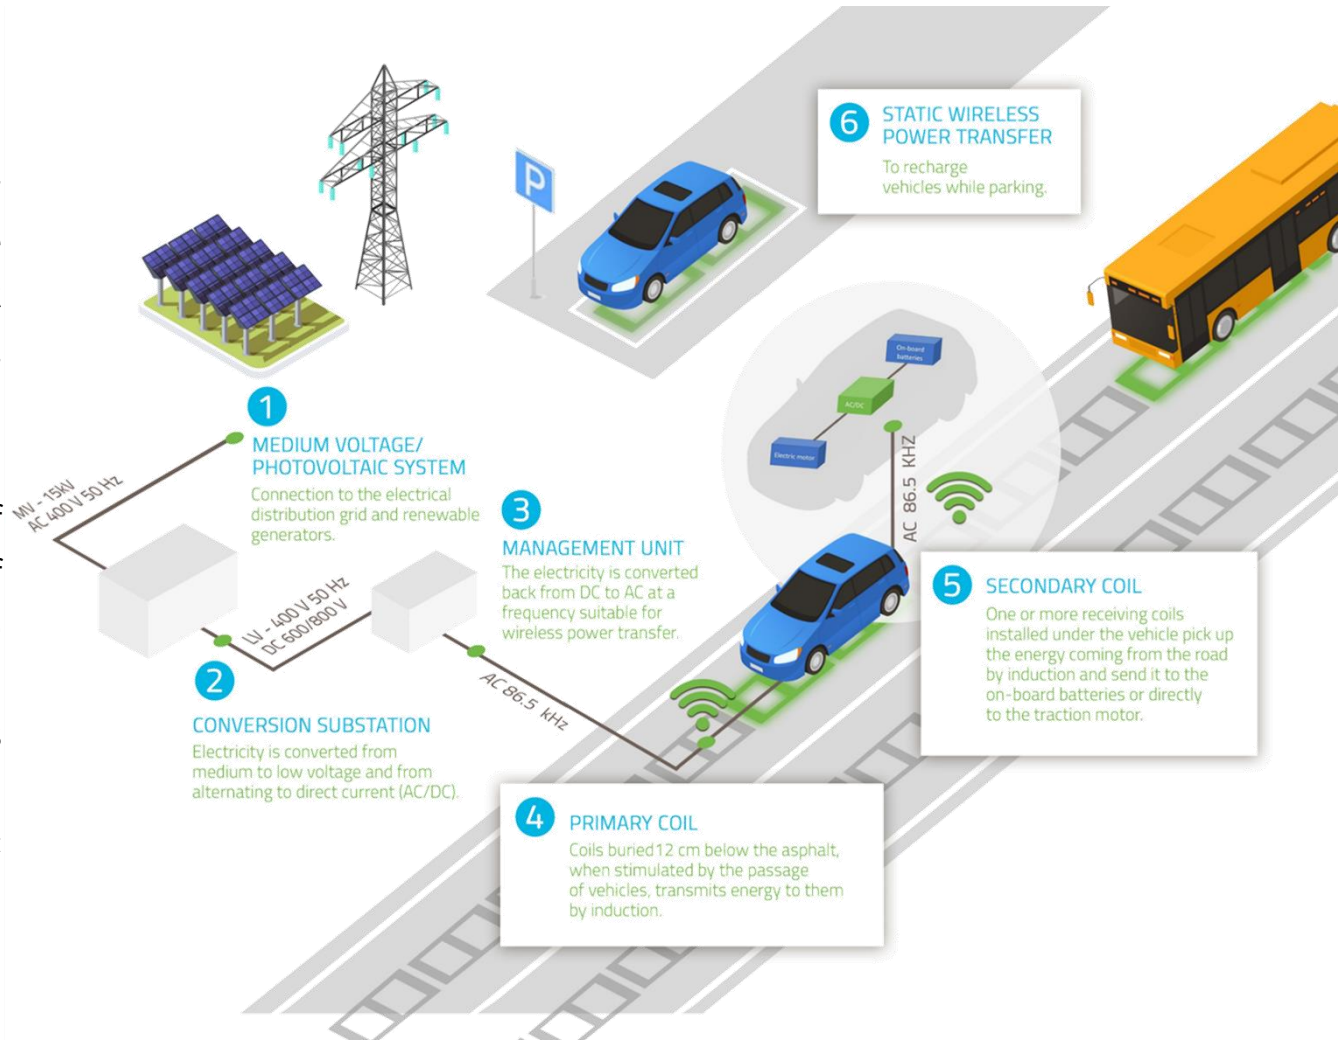 6
STATIC WIRELESS
POWER TRANSFER
To recharge
vehicles while parking.
P
1
MEDIUM VOLTAGE/
PHOTOVOLTAIC SYSTEM
Connection to the electrical
distribution grid and renewable
generators.
MV - 15kV
AC 400 V 50 Hz
LV - 400 V 50 Hz
DC 600/800 V
2
CONVERSION SUBSTATION
Electricity is converted from
medium to low voltage and from
alternating to direct current (AC/DC).
3
MANAGEMENT UNIT
The electricity is converted
back from DC to AC at a
frequency suitable for
wireless power transfer.
AC 86.5 kHz
On-board
batteries
AC/DC
Electric motor
AC 86.5 KHZ
4
PRIMARY COIL
Coils buried 12 cm below the asphalt,
when stimulated by the passage
of vehicles, transmits energy to them
by induction.
5
SECONDARY COIL
One or more receiving coils
installed under the vehicle pick up
the energy coming from the road
by induction and send it to the
on-board batteries or directly
to the traction motor.